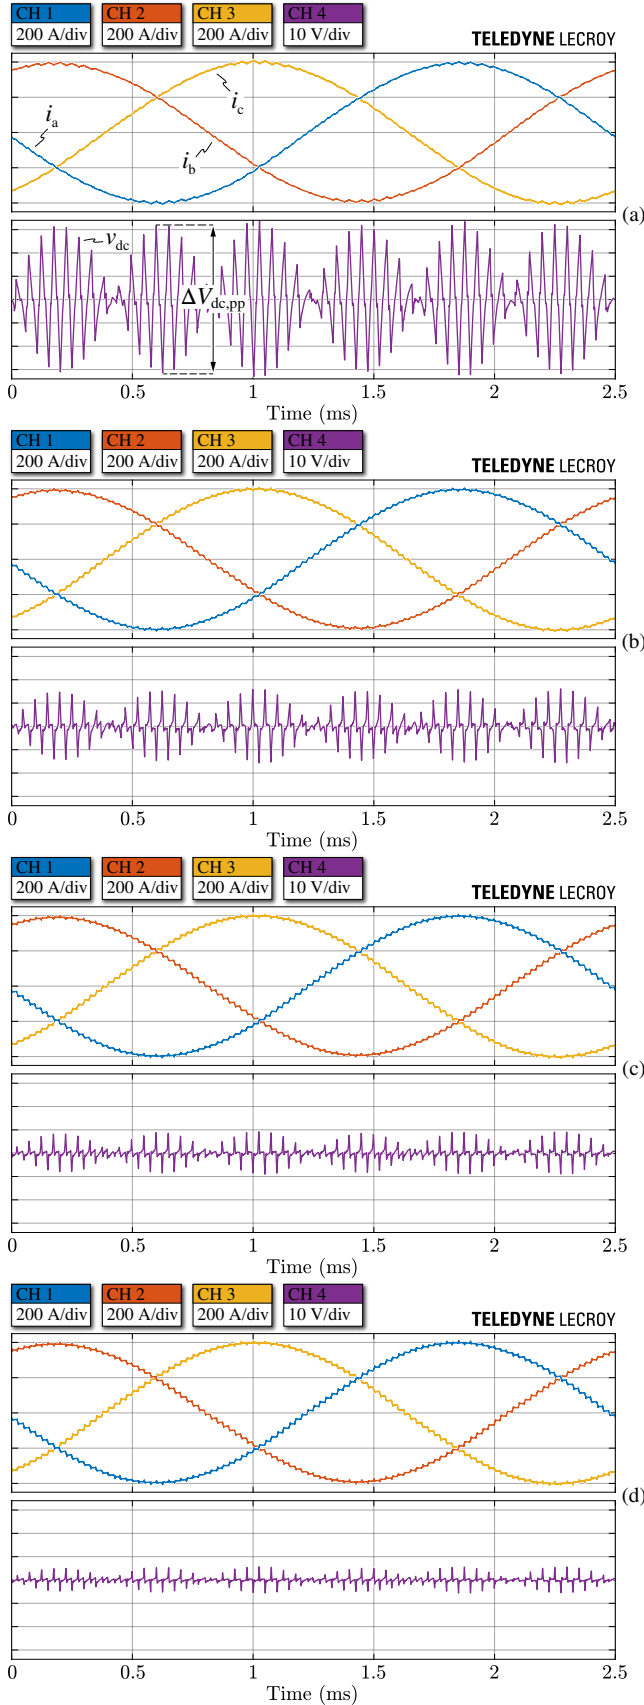 CH 1 CH 2 CH 3 CH 4
200 A/div 200 A/div 200 A/div 10 V/div
TELEDYNE LECROY
i_a
i_b
i_c
(a)
v_dc
ΔV_dc,pp
0 0.5 1 1.5 2 2.5
Time (ms)
CH 1 CH 2 CH 3 CH 4
200 A/div 200 A/div 200 A/div 10 V/div
TELEDYNE LECROY
(b)
0 0.5 1 1.5 2 2.5
Time (ms)
CH 1 CH 2 CH 3 CH 4
200 A/div 200 A/div 200 A/div 10 V/div
TELEDYNE LECROY
(c)
0 0.5 1 1.5 2 2.5
Time (ms)
CH 1 CH 2 CH 3 CH 4
200 A/div 200 A/div 200 A/div 10 V/div
TELEDYNE LECROY
(d)
0 0.5 1 1.5 2 2.5
Time (ms)